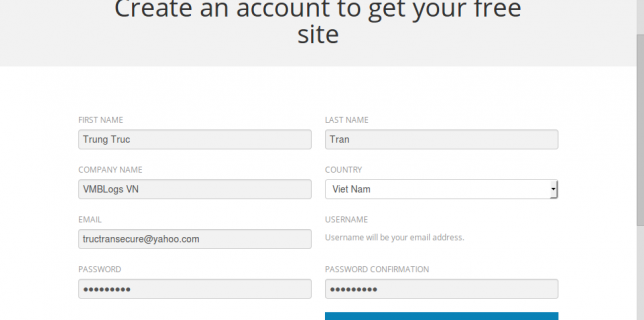 Create an account to get your free
site
FIRST NAME
LAST NAME
Trung Truc
Tran
COMPANY NAME
COUNTRY
VMBLogs VN
Viet Nam
EMAIL
USERNAME
tructransecure@yahoo.com
Username will be your email address.
PASSWORD
PASSWORD CONFIRMATION
●●●●●●●●●
●●●●●●●●●